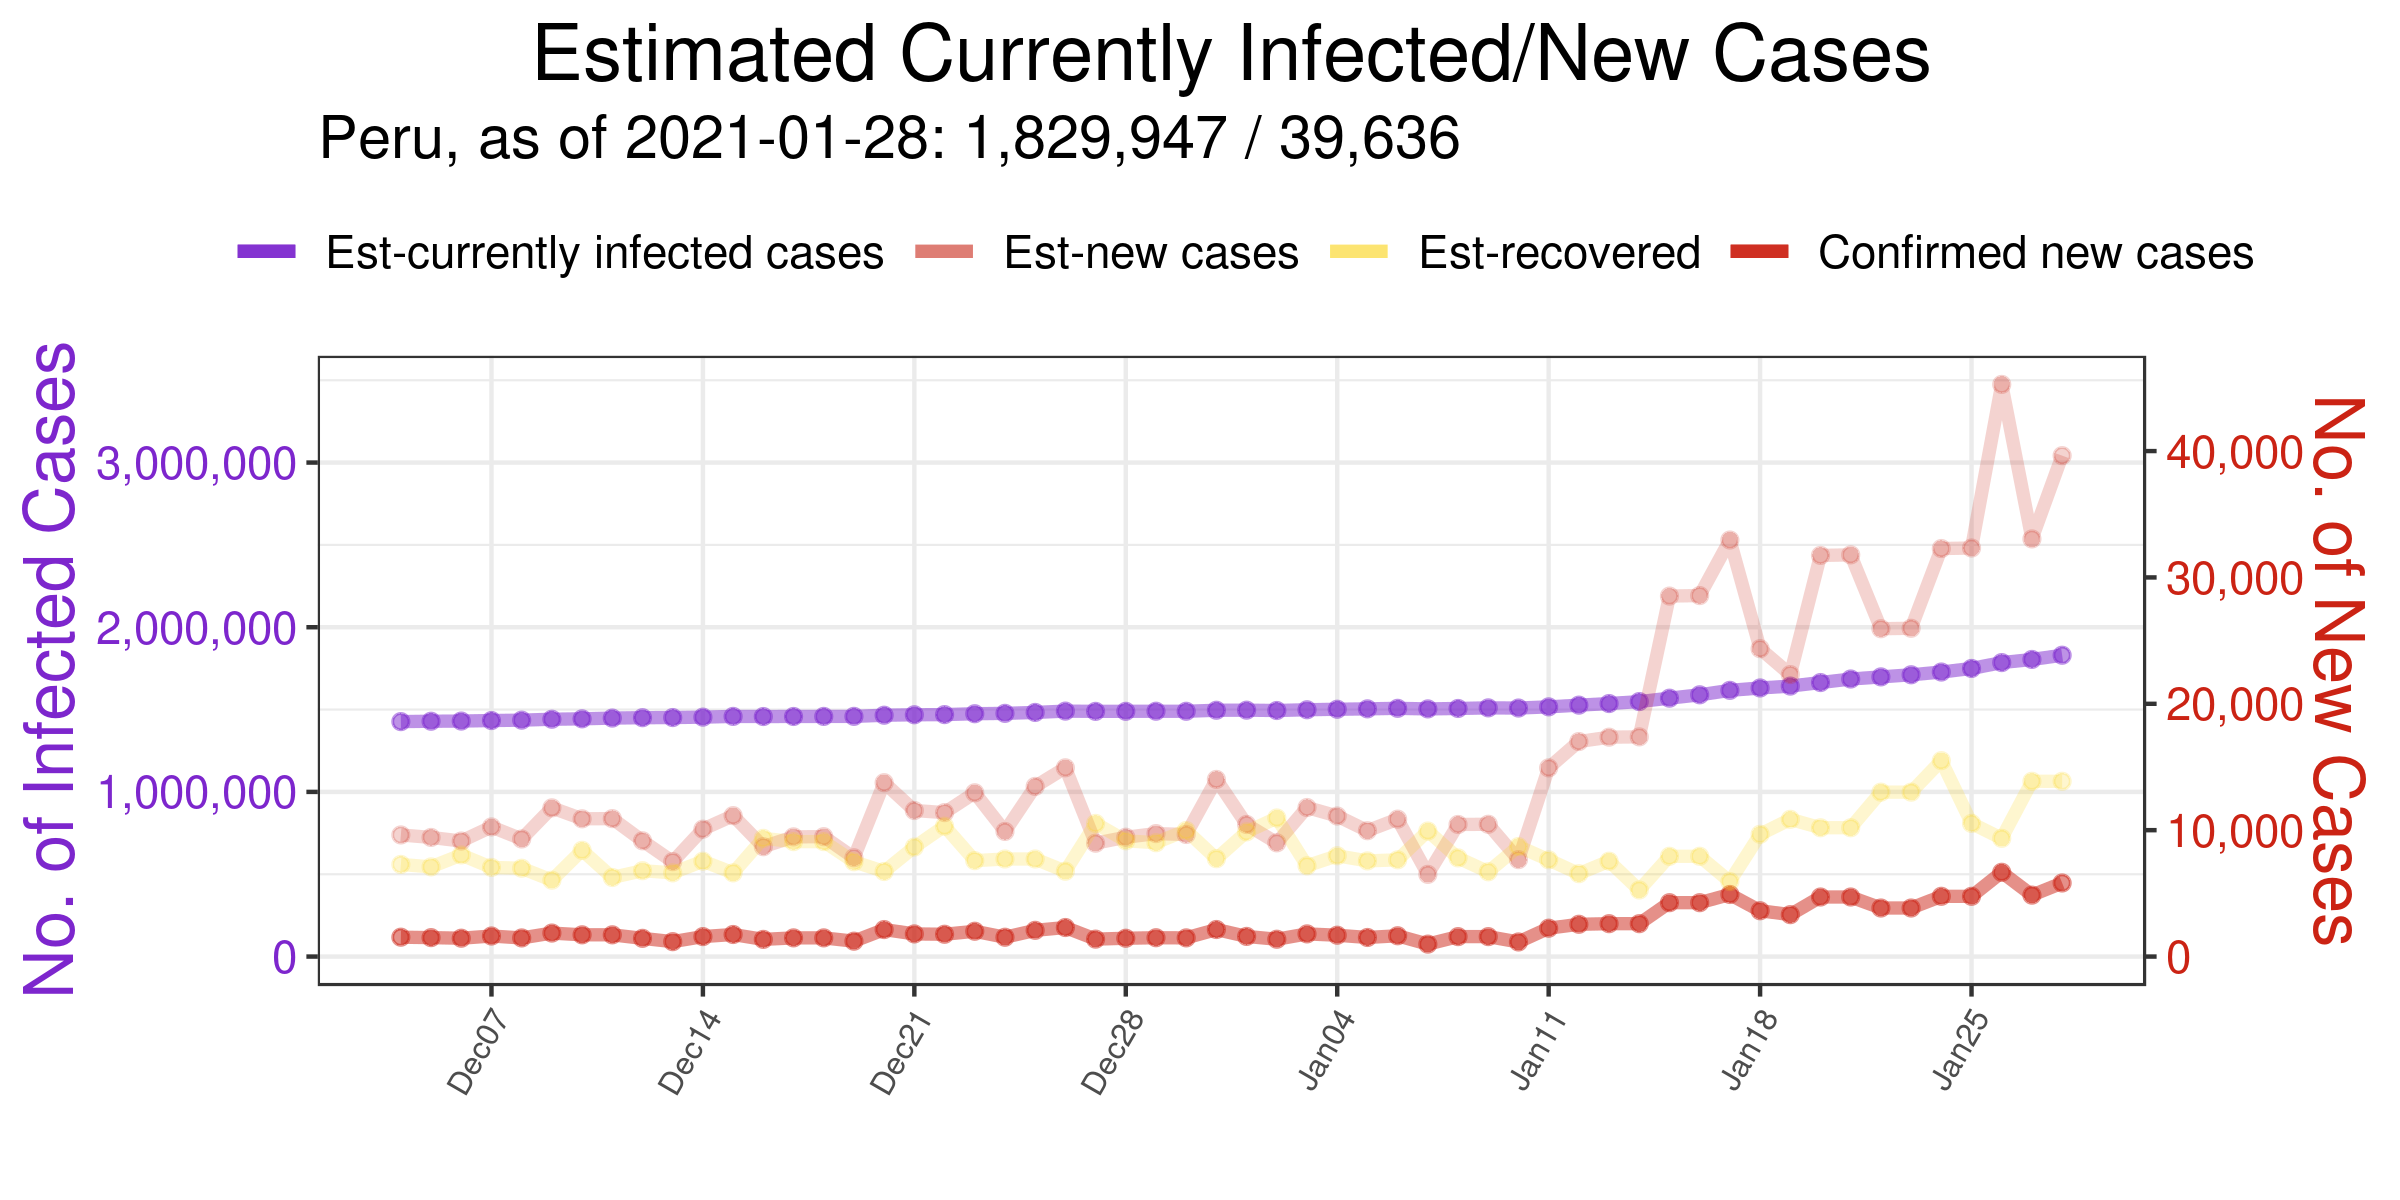 Estimated Currently Infected/New Cases
Peru, as of 2021-01-28: 1,829,947 / 39,636
Est-currently infected cases Est-new cases Est-recovered Confirmed new cases
No. of Infected Cases
3,000,000
2,000,000
1,000,000
0
40,000
30,000
20,000
10,000
0
No. of New Cases
Dec07 Dec14 Dec21 Dec28 Jan04 Jan11 Jan18 Jan25